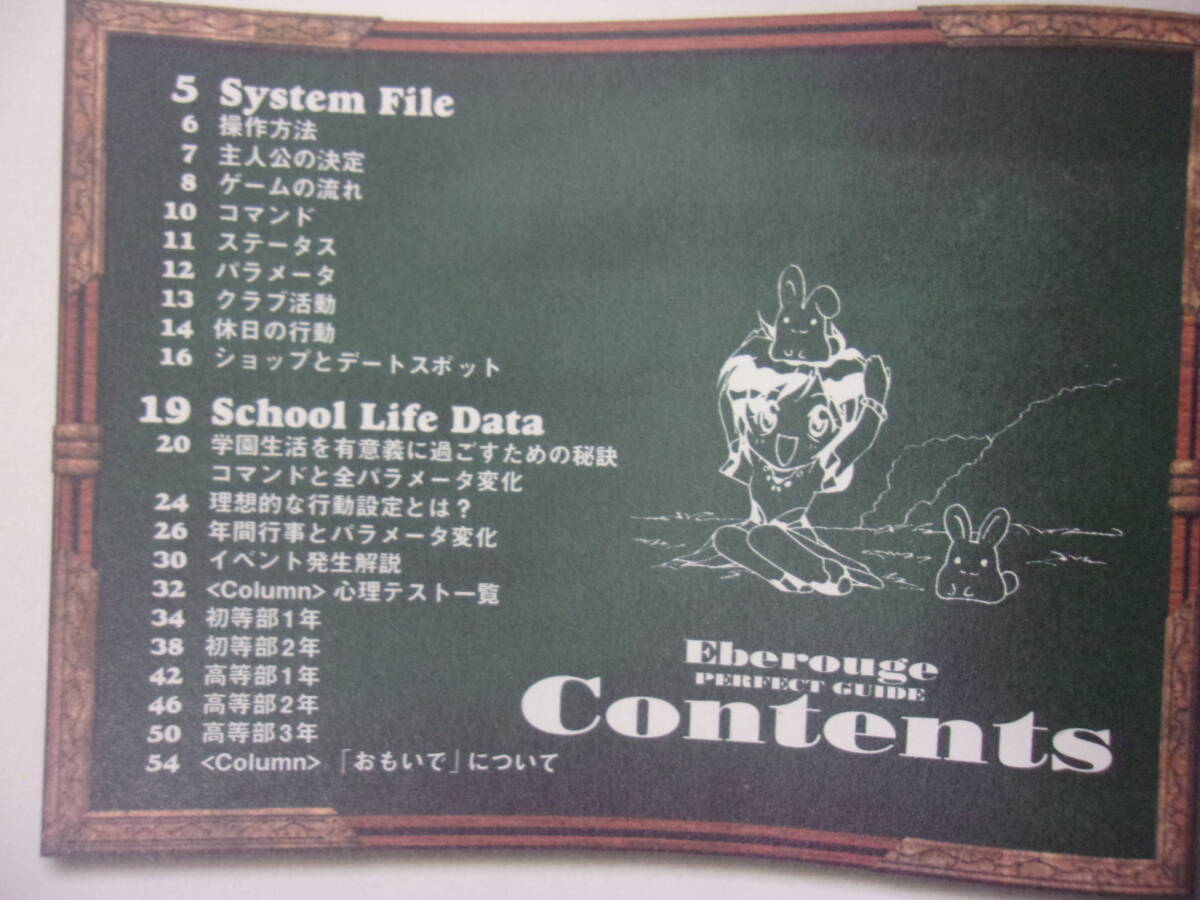 5 System File
6 操作方法
7 主人公の決定
8 ゲームの流れ
10 コマンド
11 ステータス
12 パラメータ
13 クラブ活動
14 休日の行動
16 ショップとデートスポット
19 School Life Data
20 学園生活を有意義に過ごすための秘訣
コマンドと全パラメータ変化
24 理想的な行動設定とは?
26 年間行事とパラメータ変化
30 イベント発生解説
32 <Column> 心理テスト一覧
34 初等部1年
38 初等部2年
42 高等部1年
46 高等部2年
50 高等部3年
54 <Column> 「おもいで」について
Eberouge
PERFECT GUIDE
Contents